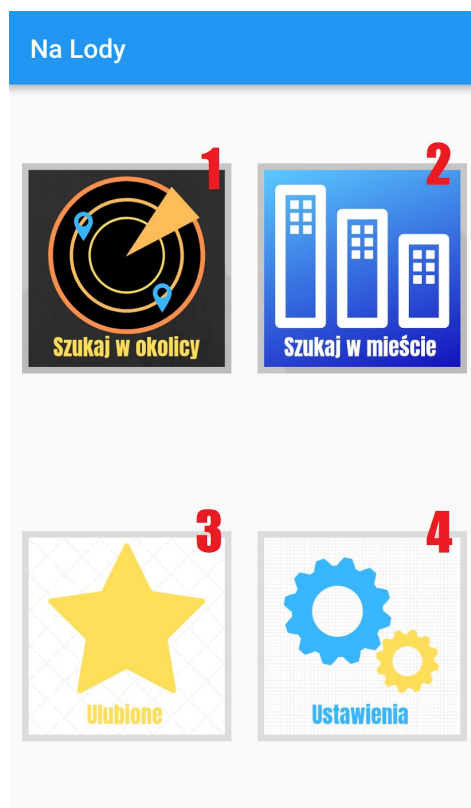 Na Lody
1
2
Szukaj w okolicy
Szukaj w mieście
3
4
Ulubione
Ustawienia